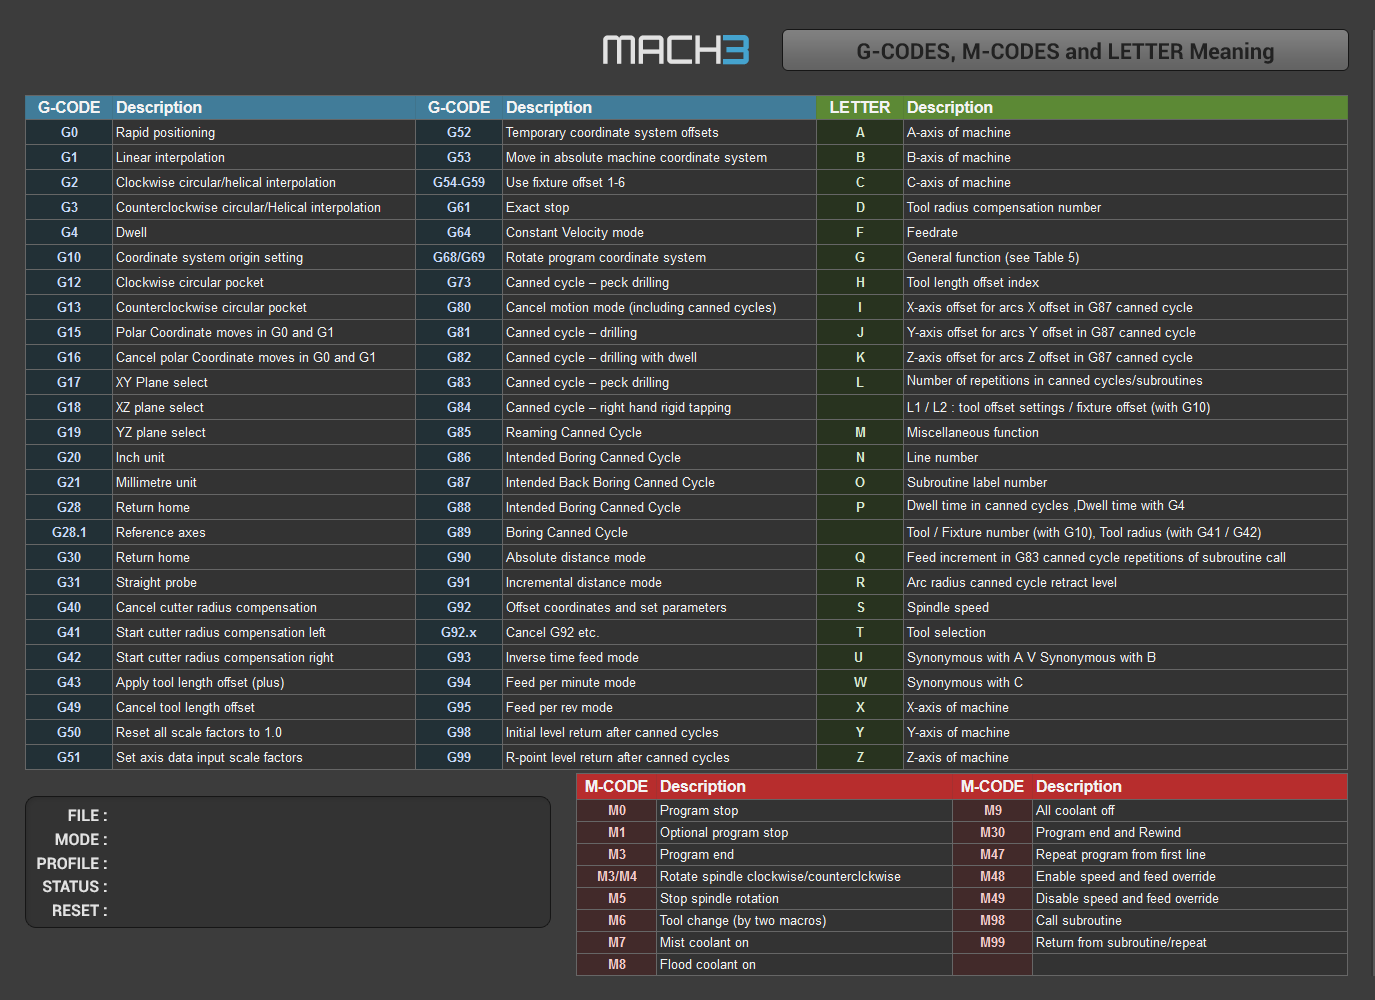 MACH3
G-CODES, M-CODES and LETTER Meaning
G-CODE Description G-CODE Description LETTER Description
G0 Rapid positioning G52 Temporary coordinate system offsets A A-axis of machine
G1 Linear interpolation G53 Move in absolute machine coordinate system B B-axis of machine
G2 Clockwise circular/helical interpolation G54-G59 Use fixture offset 1-6 C C-axis of machine
G3 Counterclockwise circular/Helical interpolation G61 Exact stop D Tool radius compensation number
G4 Dwell G64 Constant Velocity mode F Feedrate
G10 Coordinate system origin setting G68/G69 Rotate program coordinate system G General function (see Table 5)
G12 Clockwise circular pocket G73 Canned cycle – peck drilling H Tool length offset index
G13 Counterclockwise circular pocket G80 Cancel motion mode (including canned cycles) I X-axis offset for arcs X offset in G87 canned cycle
G15 Polar Coordinate moves in G0 and G1 G81 Canned cycle – drilling J Y-axis offset for arcs Y offset in G87 canned cycle
G16 Cancel polar Coordinate moves in G0 and G1 G82 Canned cycle – drilling with dwell K Z-axis offset for arcs Z offset in G87 canned cycle
G17 XY Plane select G83 Canned cycle – peck drilling L Number of repetitions in canned cycles/subroutines
G18 XZ plane select G84 Canned cycle – right hand rigid tapping L1 / L2 : tool offset settings / fixture offset (with G10)
G19 YZ plane select G85 Reaming Canned Cycle M Miscellaneous function
G20 Inch unit G86 Intended Boring Canned Cycle N Line number
G21 Millimetre unit G87 Intended Back Boring Canned Cycle O Subroutine label number
G28 Return home G88 Intended Boring Canned Cycle P Dwell time in canned cycles ,Dwell time with G4
G28.1 Reference axes G89 Boring Canned Cycle Tool / Fixture number (with G10), Tool radius (with G41 / G42)
G30 Return home G90 Absolute distance mode Q Feed increment in G83 canned cycle repetitions of subroutine call
G31 Straight probe G91 Incremental distance mode R Arc radius canned cycle retract level
G40 Cancel cutter radius compensation G92 Offset coordinates and set parameters S Spindle speed
G41 Start cutter radius compensation left G92.x Cancel G92 etc. T Tool selection
G42 Start cutter radius compensation right G93 Inverse time feed mode U Synonymous with A V Synonymous with B
G43 Apply tool length offset (plus) G94 Feed per minute mode W Synonymous with C
G49 Cancel tool length offset G95 Feed per rev mode X X-axis of machine
G50 Reset all scale factors to 1.0 G98 Initial level return after canned cycles Y Y-axis of machine
G51 Set axis data input scale factors G99 R-point level return after canned cycles Z Z-axis of machine
FILE :
MODE :
PROFILE :
STATUS :
RESET :
M-CODE Description M-CODE Description
M0 Program stop M9 All coolant off
M1 Optional program stop M30 Program end and Rewind
M3 Program end M47 Repeat program from first line
M3/M4 Rotate spindle clockwise/counterclckwise M48 Enable speed and feed override
M5 Stop spindle rotation M49 Disable speed and feed override
M6 Tool change (by two macros) M98 Call subroutine
M7 Mist coolant on M99 Return from subroutine/repeat
M8 Flood coolant on